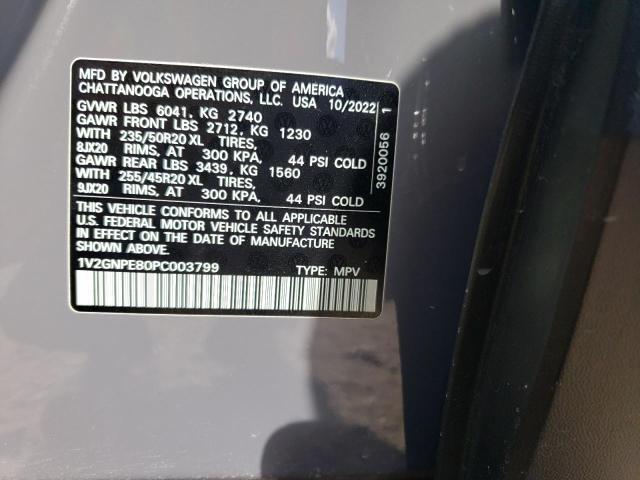 MFD BY VOLKSWAGEN GROUP OF AMERICA
CHATTANOOGA OPERATIONS, LLC. USA 10/2022
GVWR LBS 6041, KG 2740
GAWR FRONT LBS 2712, KG 1230
WITH 235/50R20 XL TIRES,
8JX20 RIMS, AT 300 KPA, 44 PSI COLD
GAWR REAR LBS 3439, KG 1560
WITH 255/45R20 XL TIRES,
9JX20 RIMS, AT 300 KPA, 44 PSI COLD
THIS VEHICLE CONFORMS TO ALL APPLICABLE
U.S. FEDERAL MOTOR VEHICLE SAFETY STANDARDS
IN EFFECT ON THE DATE OF MANUFACTURE
SHOWN ABOVE.
1V2GNPE80PC003799 TYPE: MPV
3920056 1